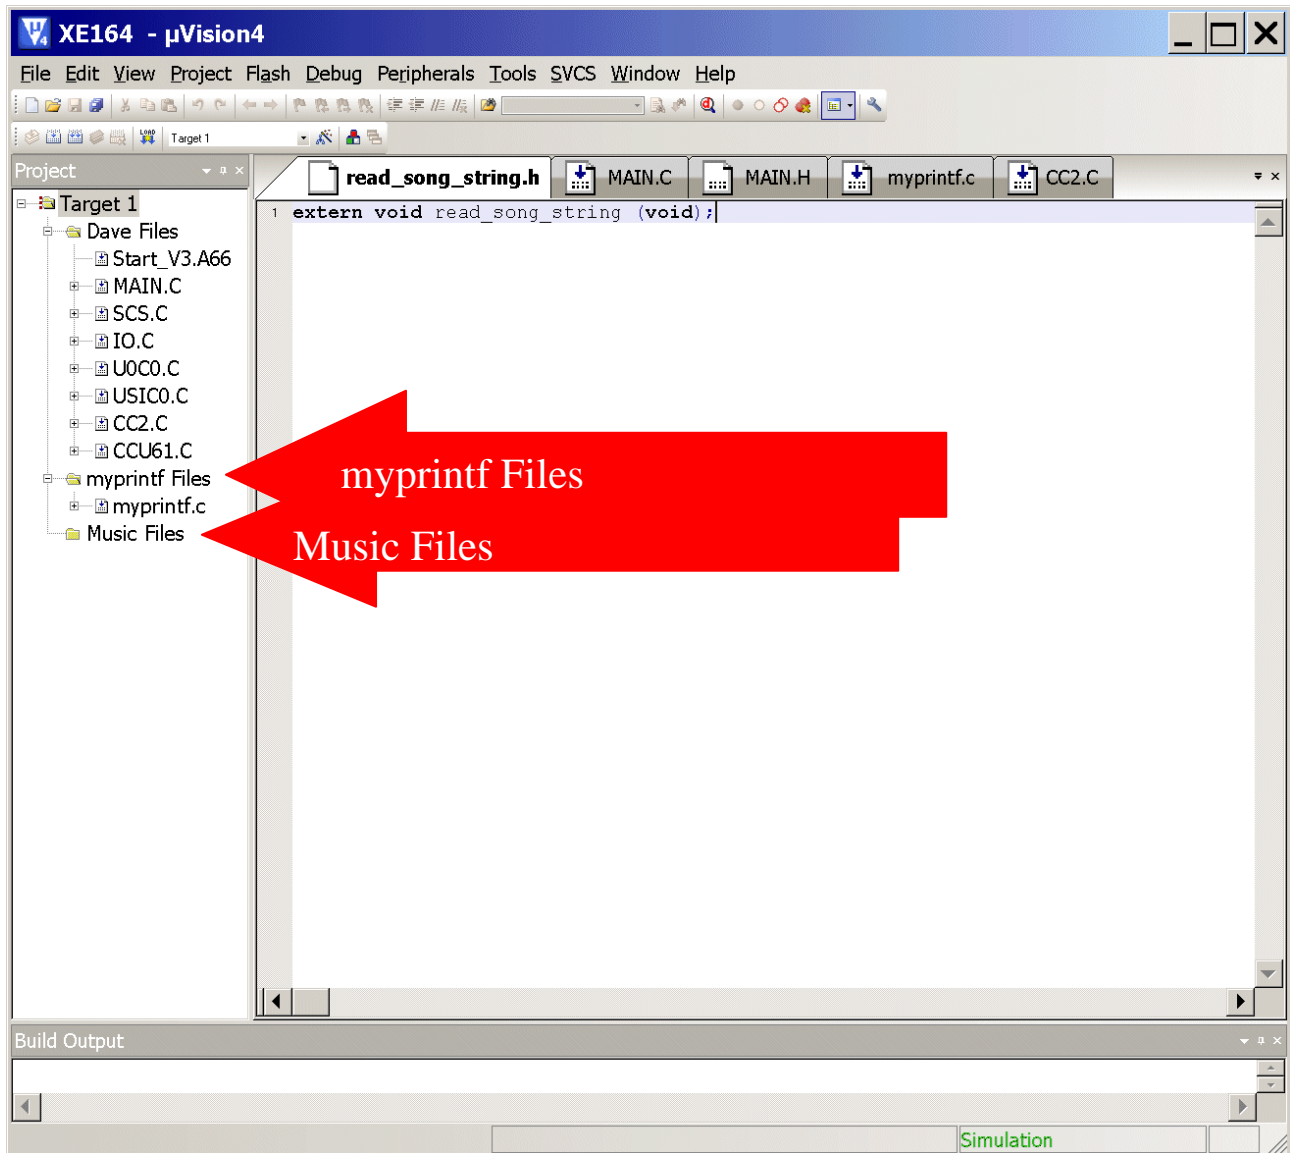 XE164 - µVision4
File Edit View Project Flash Debug Peripherals Tools SVCS Window Help
LOAD Target 1
Project
read_song_string.h MAIN.C MAIN.H myprintf.c CC2.C
Target 1
1 extern void read_song_string (void);
Dave Files
Start_V3.A66
MAIN.C
SCS.C
IO.C
U0C0.C
USIC0.C
CC2.C
CCU61.C
myprintf Files
myprintf Files
myprintf.c
Music Files
Music Files
Build Output
Simulation